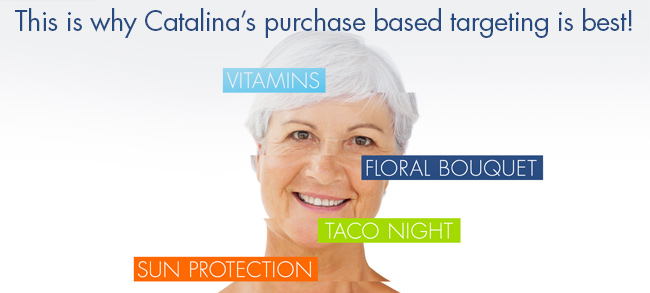 This is why Catalina's purchase based targeting is best!
VITAMINS
FLORAL BOUQUET
TACO NIGHT
SUN PROTECTION